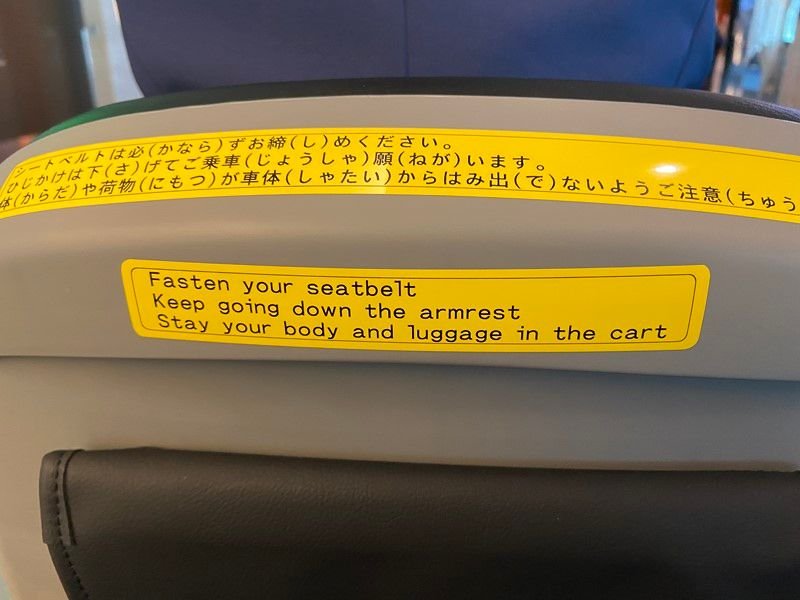 シートベルトは必(かなら)ずお締(し)めください。
ひじかけは下(さ)げてご乗車(じょうしゃ)願(ねが)います。
体(からだ)や荷物(にもつ)が車体(しゃたい)からはみ出(で)ないようご注意(ちゅう
Fasten your seatbelt
Keep going down the armrest
Stay your body and luggage in the cart